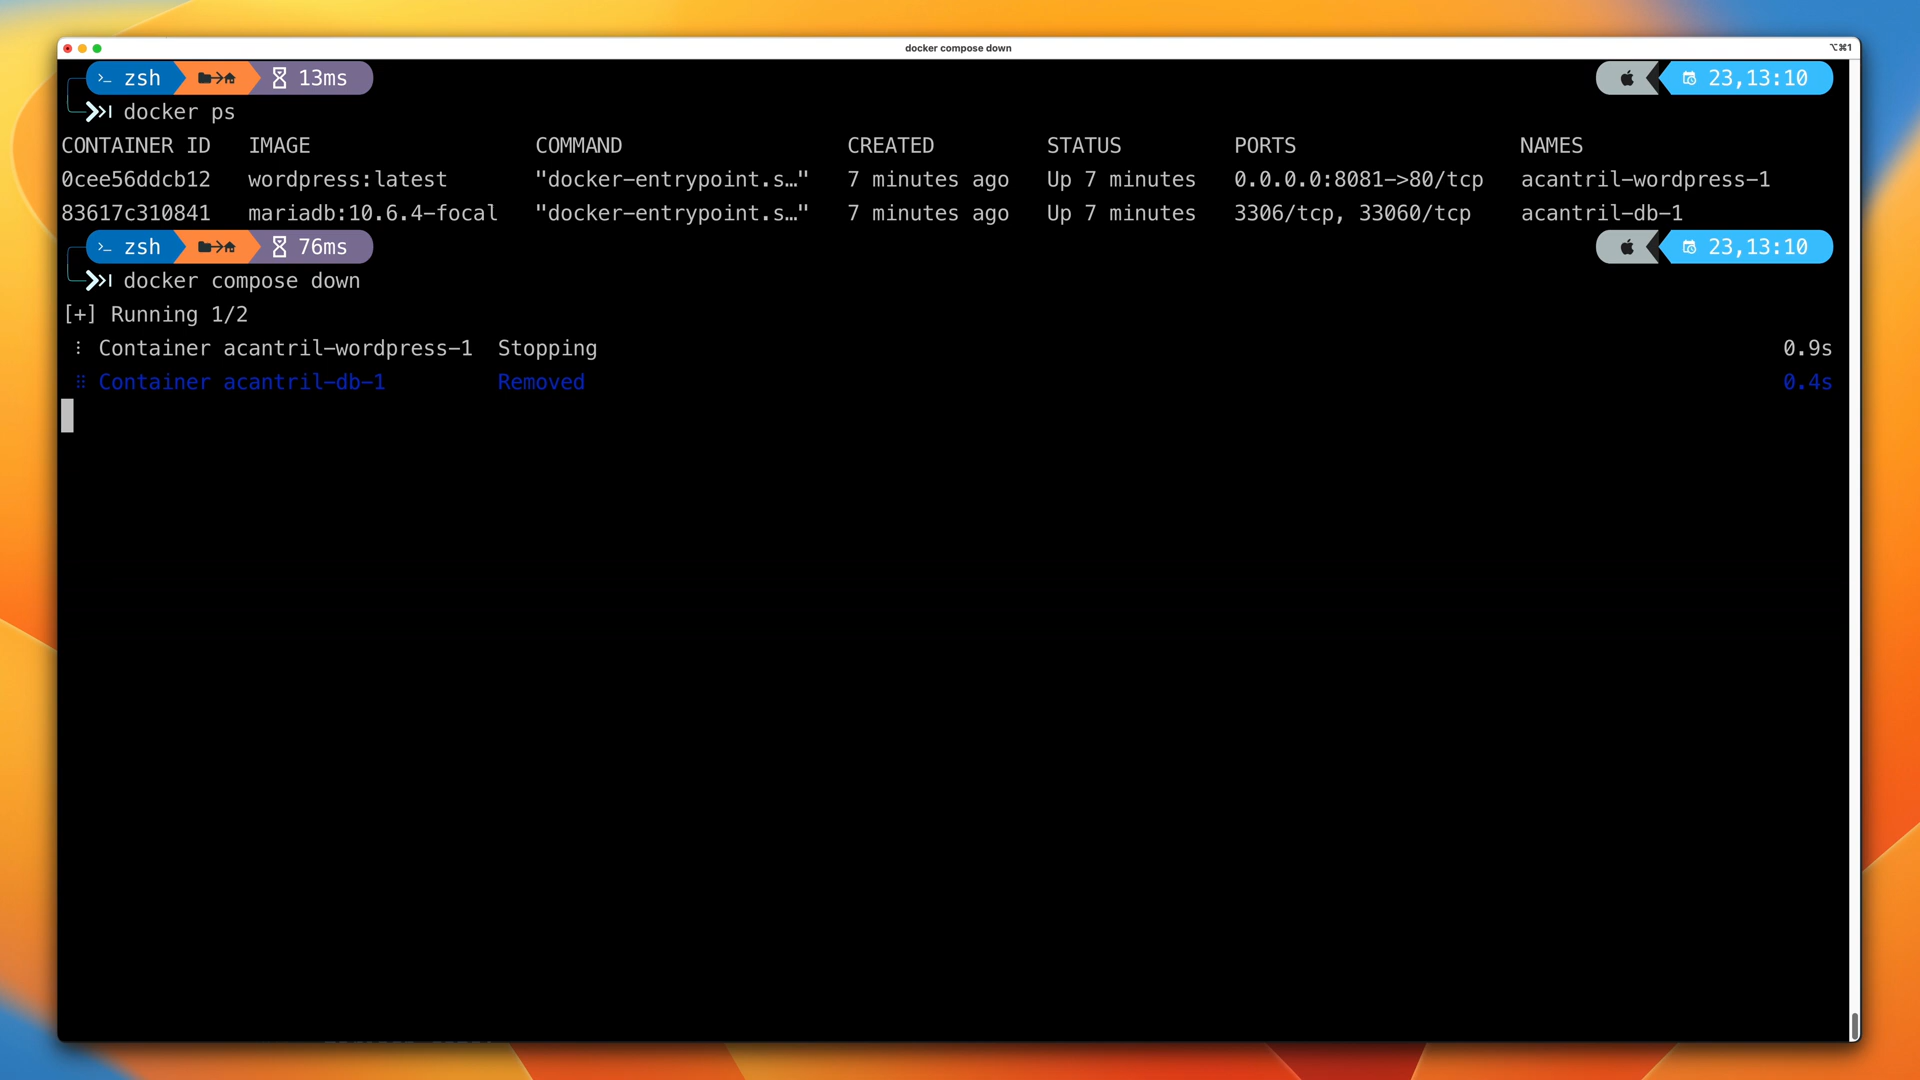 docker compose down
⌥⌘1
zsh 13ms 23,13:10
docker ps
CONTAINER ID IMAGE COMMAND CREATED STATUS PORTS NAMES
0cee56ddcb12 wordpress:latest "docker-entrypoint.s…" 7 minutes ago Up 7 minutes 0.0.0.0:8081->80/tcp acantril-wordpress-1
83617c310841 mariadb:10.6.4-focal "docker-entrypoint.s…" 7 minutes ago Up 7 minutes 3306/tcp, 33060/tcp acantril-db-1
zsh 76ms 23,13:10
docker compose down
[+] Running 1/2
Container acantril-wordpress-1 Stopping 0.9s
Container acantril-db-1 Removed 0.4s